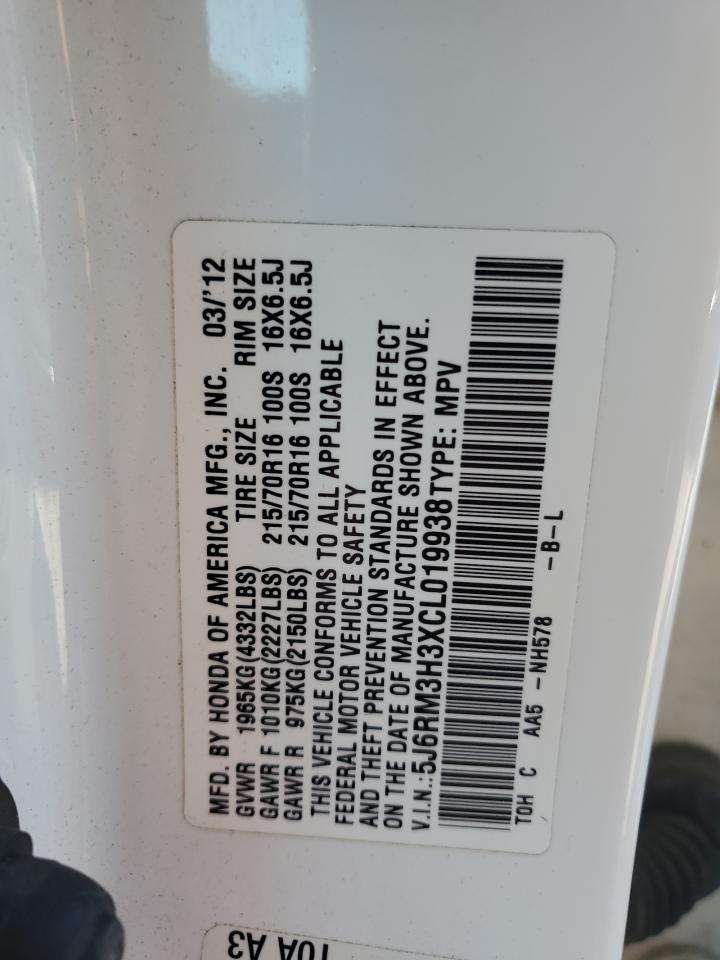 MFD. BY HONDA OF AMERICA MFG., INC. 03/'12
GVWR 1965KG(4332LBS) TIRE SIZE RIM SIZE
GAWR F 1010KG(2227LBS) 215/70R16 100S 16X6.5J
GAWR R 975KG(2150LBS) 215/70R16 100S 16X6.5J
THIS VEHICLE CONFORMS TO ALL APPLICABLE
FEDERAL MOTOR VEHICLE SAFETY
AND THEFT PREVENTION STANDARDS IN EFFECT
ON THE DATE OF MANUFACTURE SHOWN ABOVE.
V.I.N.:5J6RM3H3XCL019938TYPE: MPV
T0H C AA5 -NH578 -B-L